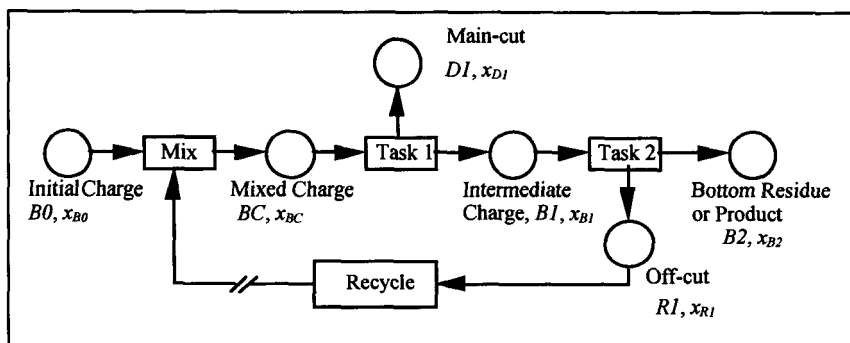 Main-cut
D1, xD1
Mix
Task 1
Task 2
Initial Charge
B0, xB0
Mixed Charge
BC, xBC
Intermediate
Charge, B1, xB1
Bottom Residue
or Product
B2, xB2
Recycle
Off-cut
R1, xR1